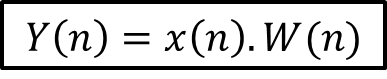 Y(n) = x(n).W(n)